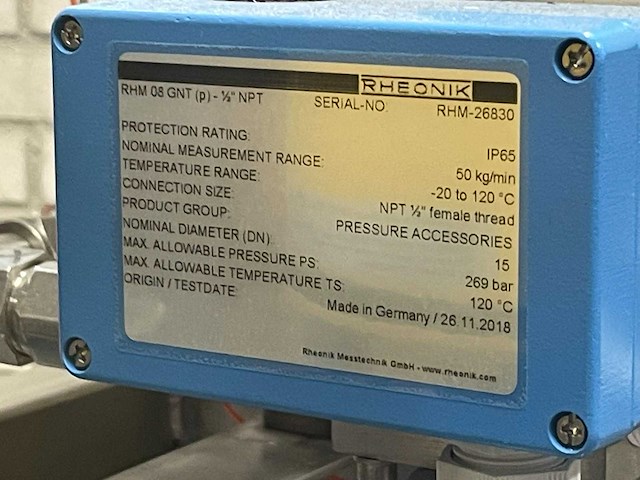 RHEONIK
RHM 08 GNT (p) - ½" NPT SERIAL-NO: RHM-26830
PROTECTION RATING: IP65
NOMINAL MEASUREMENT RANGE: 50 kg/min
TEMPERATURE RANGE: -20 to 120 °C
CONNECTION SIZE: NPT ½" female thread
PRODUCT GROUP: PRESSURE ACCESSORIES
NOMINAL DIAMETER (DN): 15
MAX. ALLOWABLE PRESSURE PS: 269 bar
MAX. ALLOWABLE TEMPERATURE TS: 120 °C
ORIGIN / TESTDATE: Made in Germany / 26.11.2018
Rheonik Messtechnik GmbH - www.rheonik.com